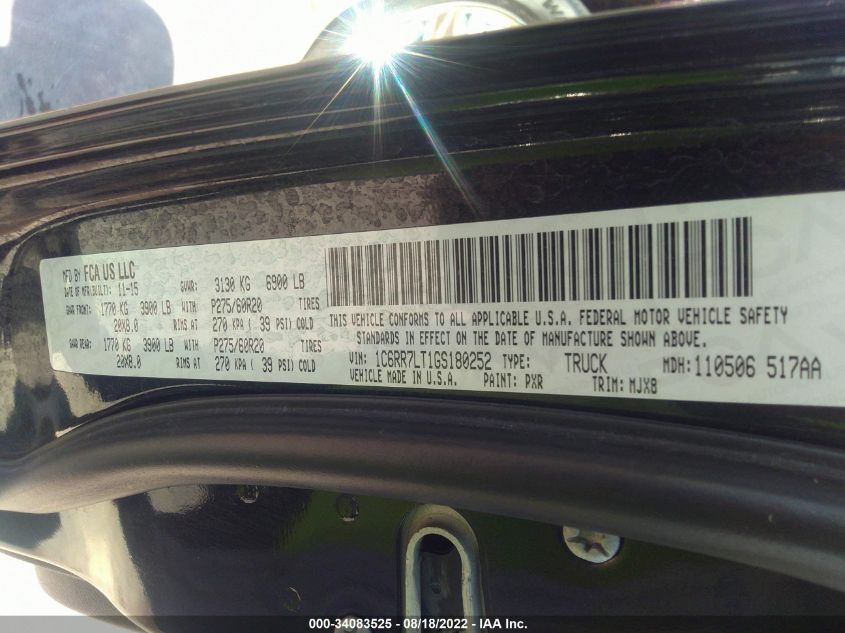 MFD BY FCA US LLC
DATE OF MFR(BUILT): 11-15 GVWR: 3130 KG 6900 LB
GAWR FRONT: 1770 KG 3900 LB WITH P275/60R20 TIRES
20X8.0 RIMS AT 270 KPA ( 39 PSI) COLD
GAWR REAR: 1770 KG 3900 LB WITH P275/60R20 TIRES
20X8.0 RIMS AT 270 KPA ( 39 PSI) COLD
THIS VEHICLE CONFORMS TO ALL APPLICABLE U.S.A. FEDERAL MOTOR VEHICLE SAFETY
STANDARDS IN EFFECT ON THE DATE OF MANUFACTURE SHOWN ABOVE.
VIN: 1C6RR7LT1GS180252 TYPE: TRUCK MDH: 110506 517AA
VEHICLE MADE IN U.S.A. PAINT: PXR TRIM: MJX8
000-34083525 - 08/18/2022 - IAA Inc.